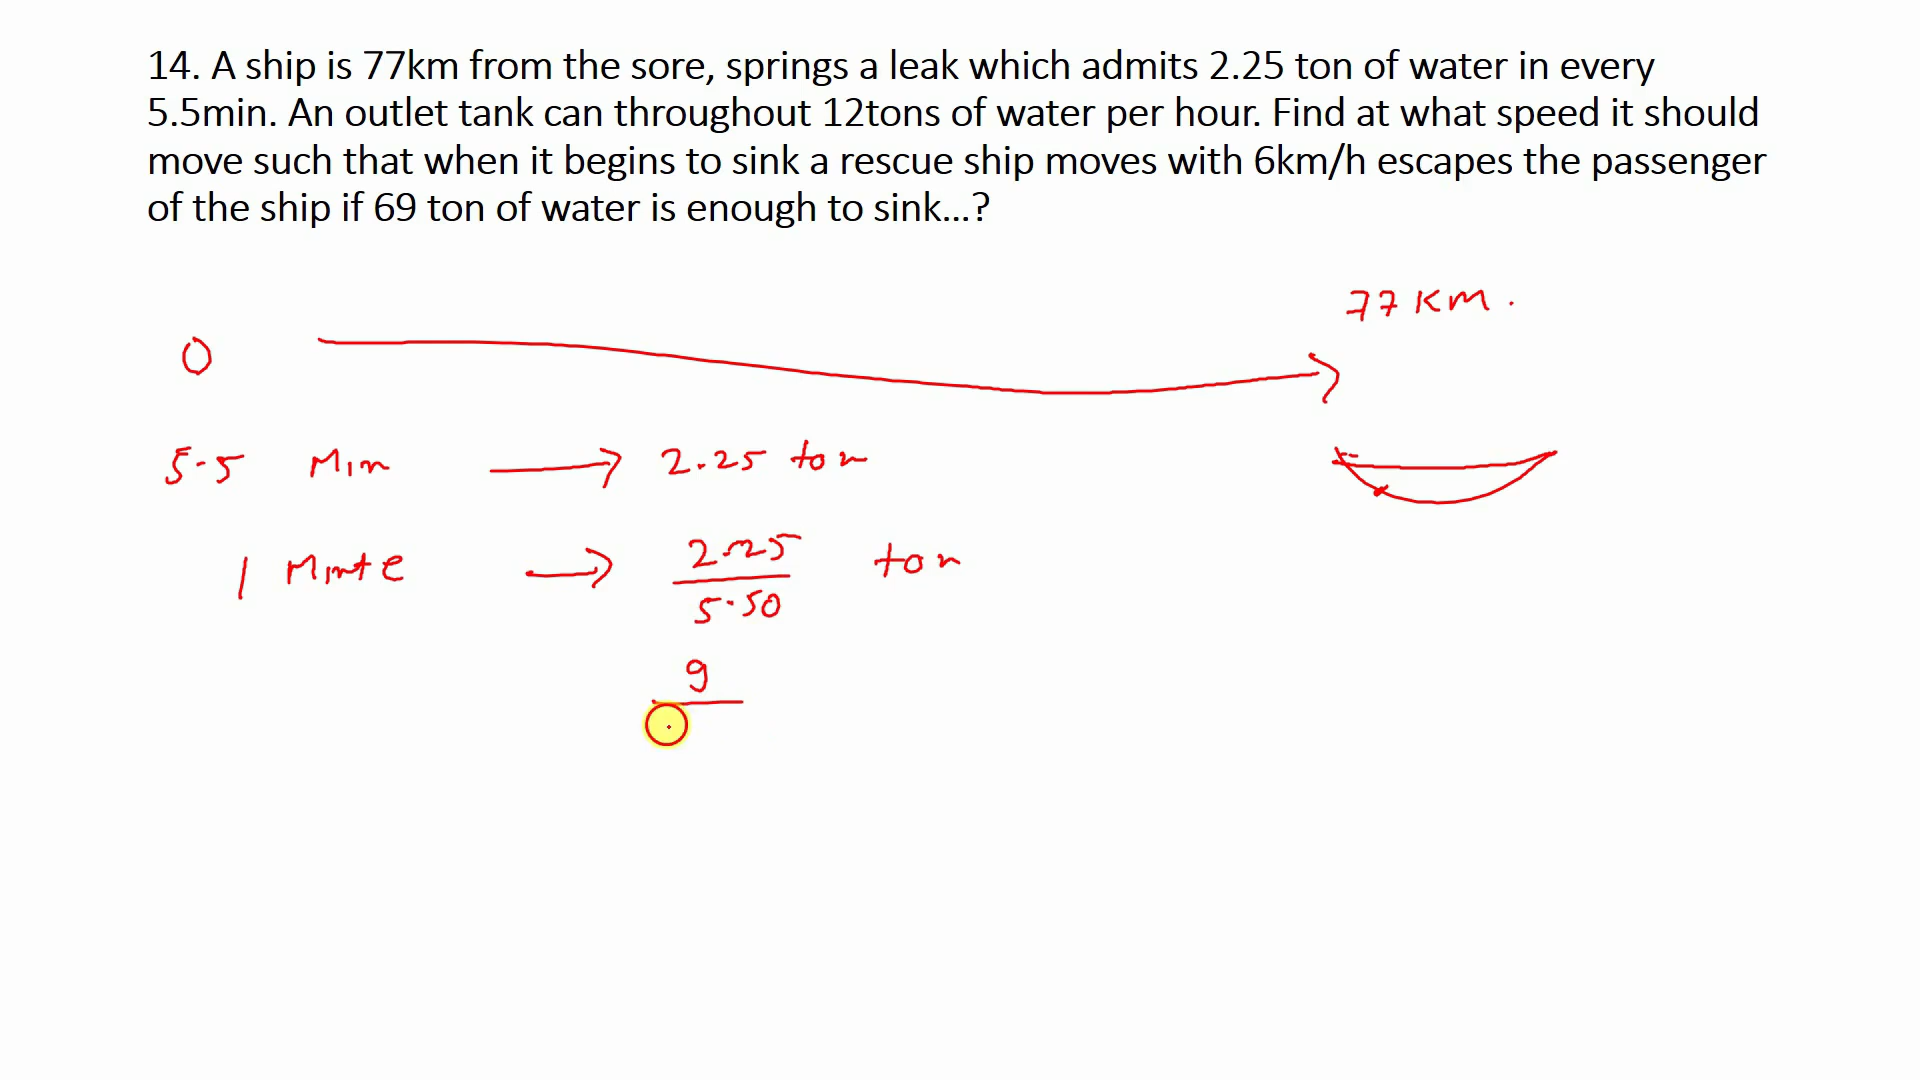 14. A ship is 77km from the sore, springs a leak which admits 2.25 ton of water in every
5.5min. An outlet tank can throughout 12tons of water per hour. Find at what speed it should
move such that when it begins to sink a rescue ship moves with 6km/h escapes the passenger
of the ship if 69 ton of water is enough to sink...?
77 KM.
0
5.5 Min → 2.25 ton
1 Minte → 2.25 ton
5.50
9